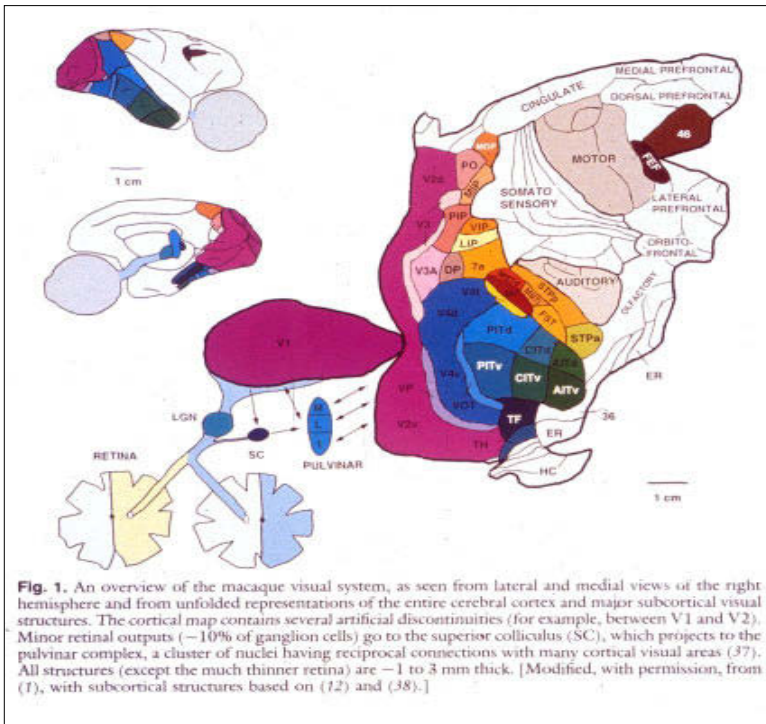 MEDIAL PREFRONTAL
CINGULATE
DORSAL PREFRONTAL
46
MOTOR
FEF
1 cm
MDP
PO
V2d
MIP
SOMATO
SENSORY
LATERAL
PREFRONTAL
V3
PIP
VIP
LIP
ORBITO-
FRONTAL
V3A
DP
7a
AUDITORY
OLFACTORY
STPp
V4t
FST
V4d
PITd
STPa
V1
CITd
AITd
PITv
CITv
AITv
V4v
ER
VP
VOT
LGN
M
L
I
TF
36
V2v
SC
ER
RETINA
PULVINAR
TH
HC
1 cm
Fig. 1. An overview of the macaque visual system, as seen from lateral and medial views of the right
hemisphere and from unfolded representations of the entire cerebral cortex and major subcortical visual
structures. The cortical map contains several artificial discontinuities (for example, between V1 and V2).
Minor retinal outputs (~10% of ganglion cells) go to the superior colliculus (SC), which projects to the
pulvinar complex, a cluster of nuclei having reciprocal connections with many cortical visual areas (37).
All structures (except the much thinner retina) are ~1 to 3 mm thick. [Modified, with permission, from
(1), with subcortical structures based on (12) and (38).]